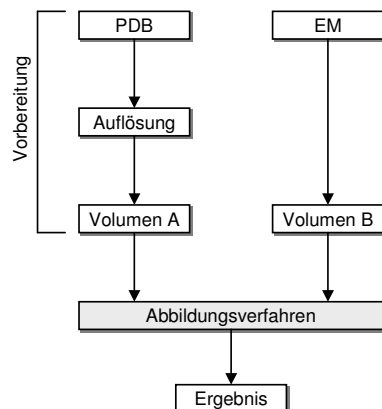 PDB
EM
Vorbereitung
Auflösung
Volumen A
Volumen B
Abbildungsverfahren
Ergebnis